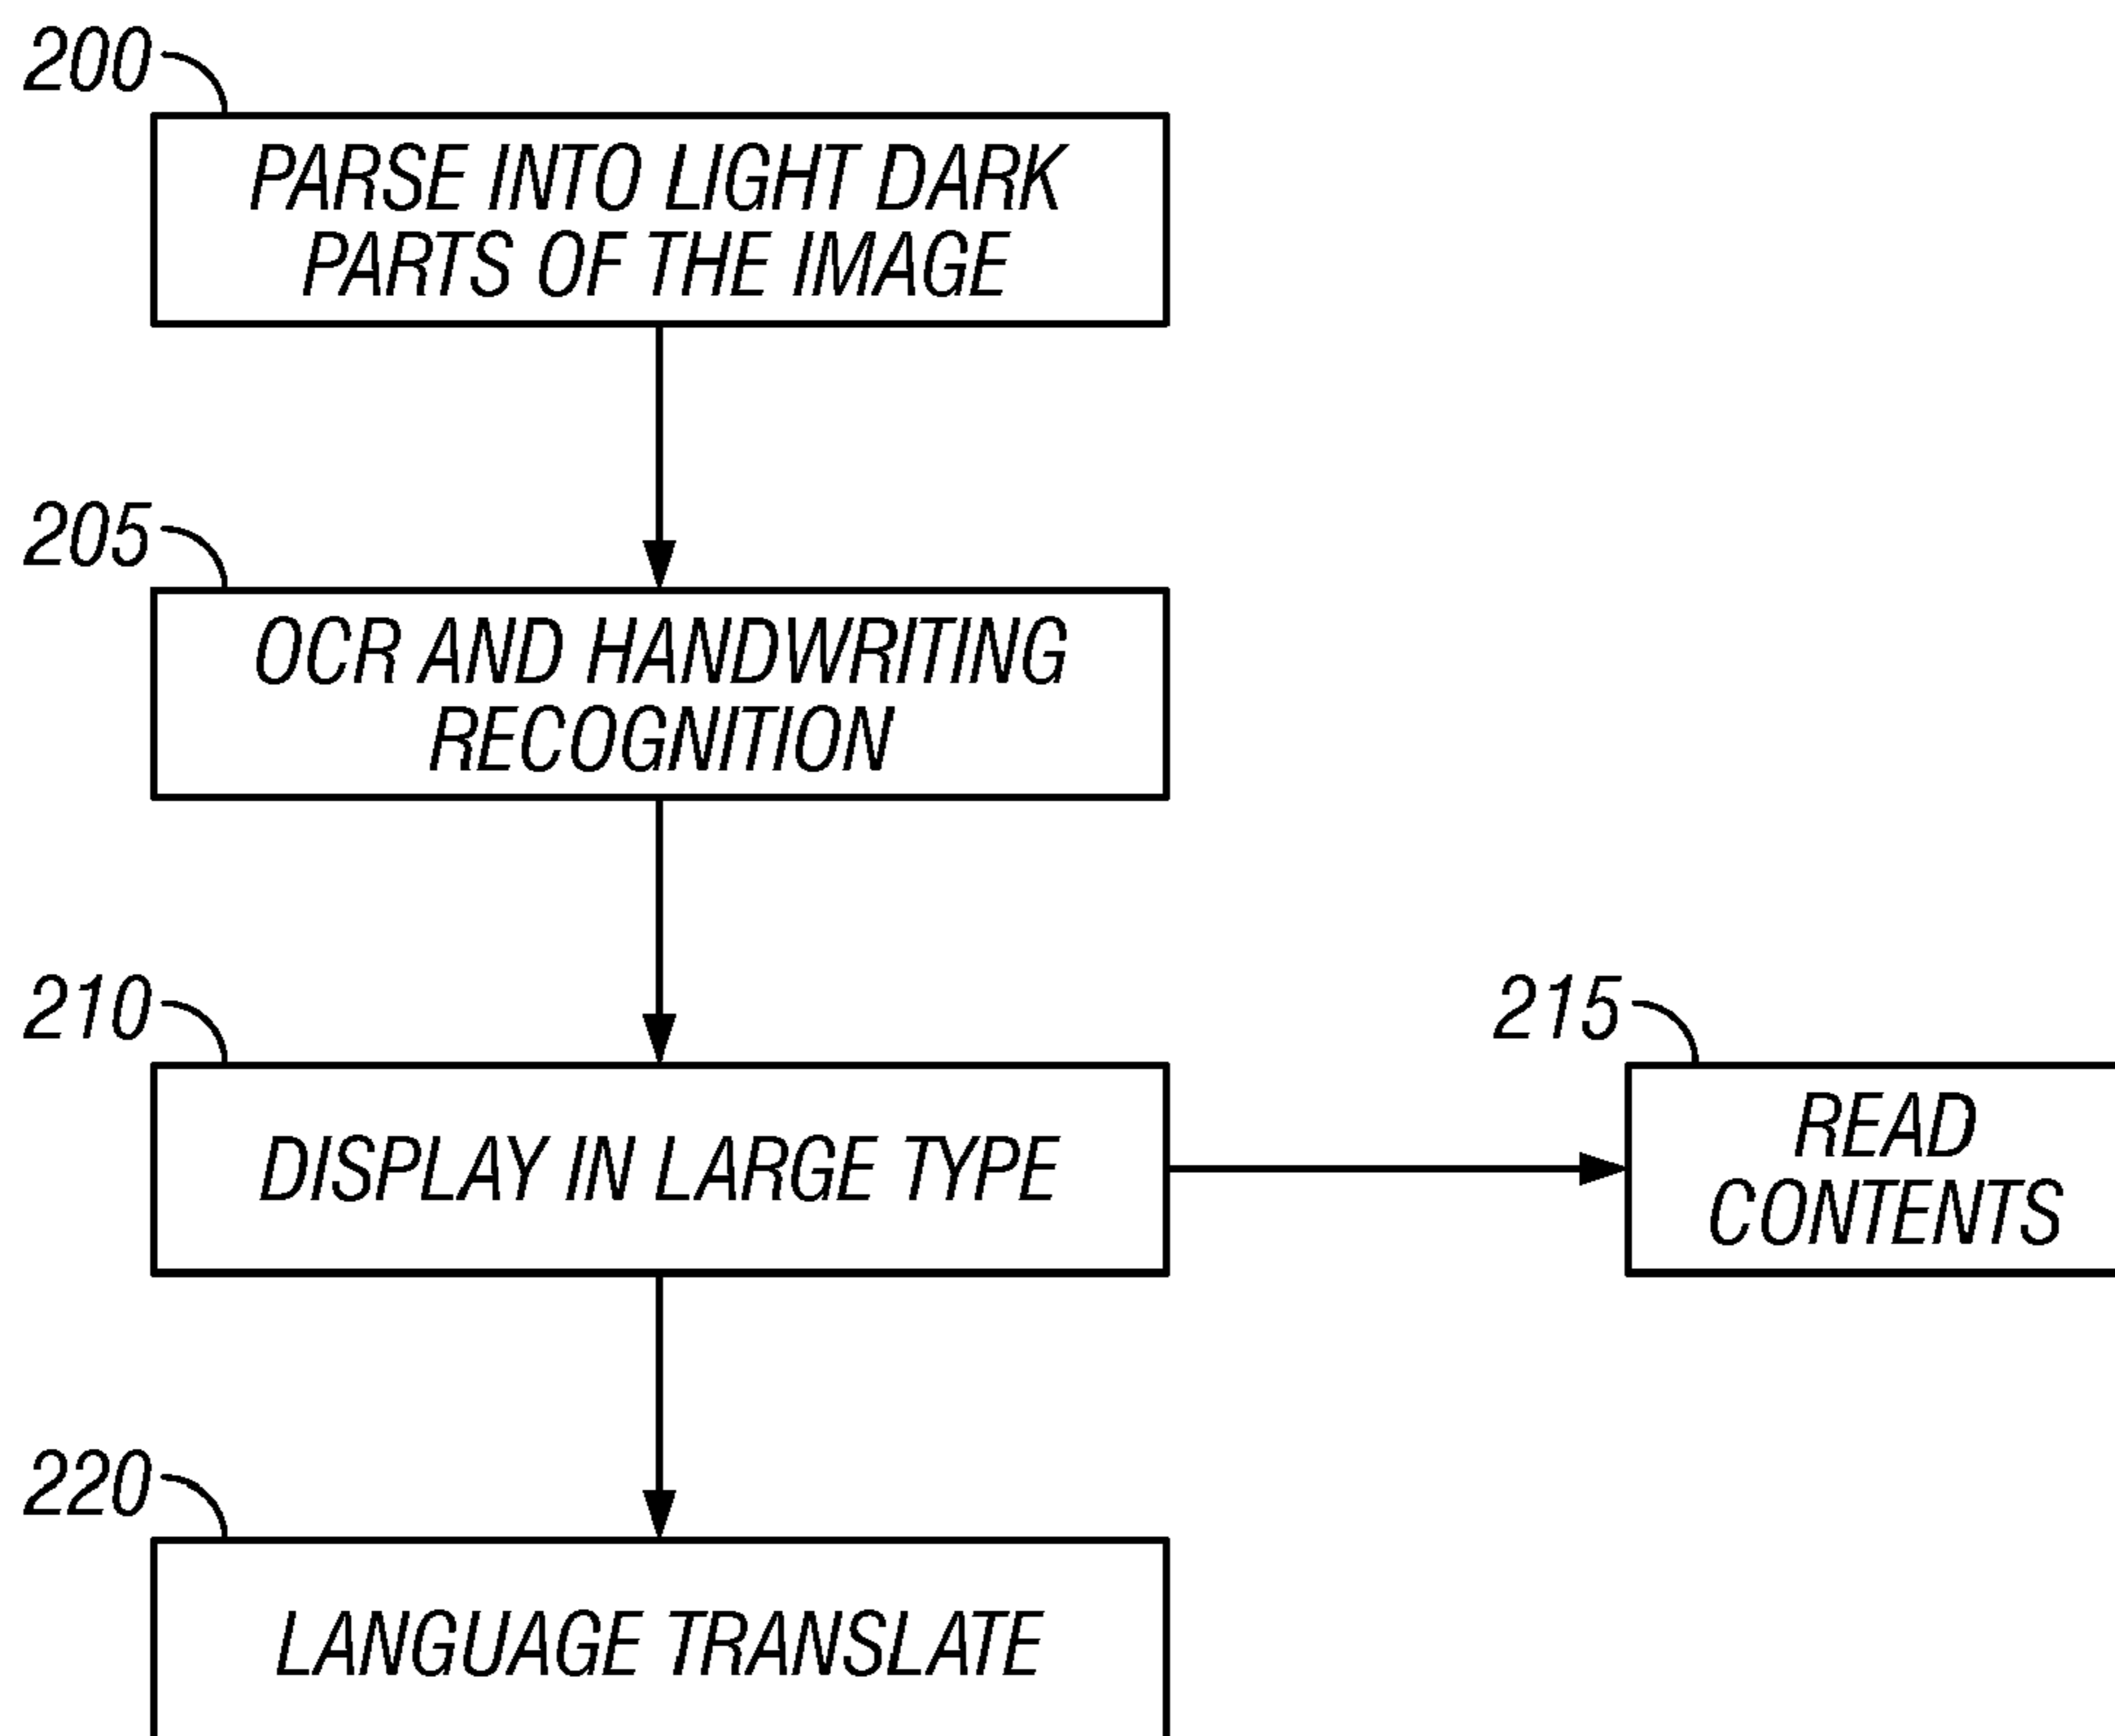 200
PARSE INTO LIGHT DARK
PARTS OF THE IMAGE
205
OCR AND HANDWRITING
RECOGNITION
210
DISPLAY IN LARGE TYPE
215
READ
CONTENTS
220
LANGUAGE TRANSLATE